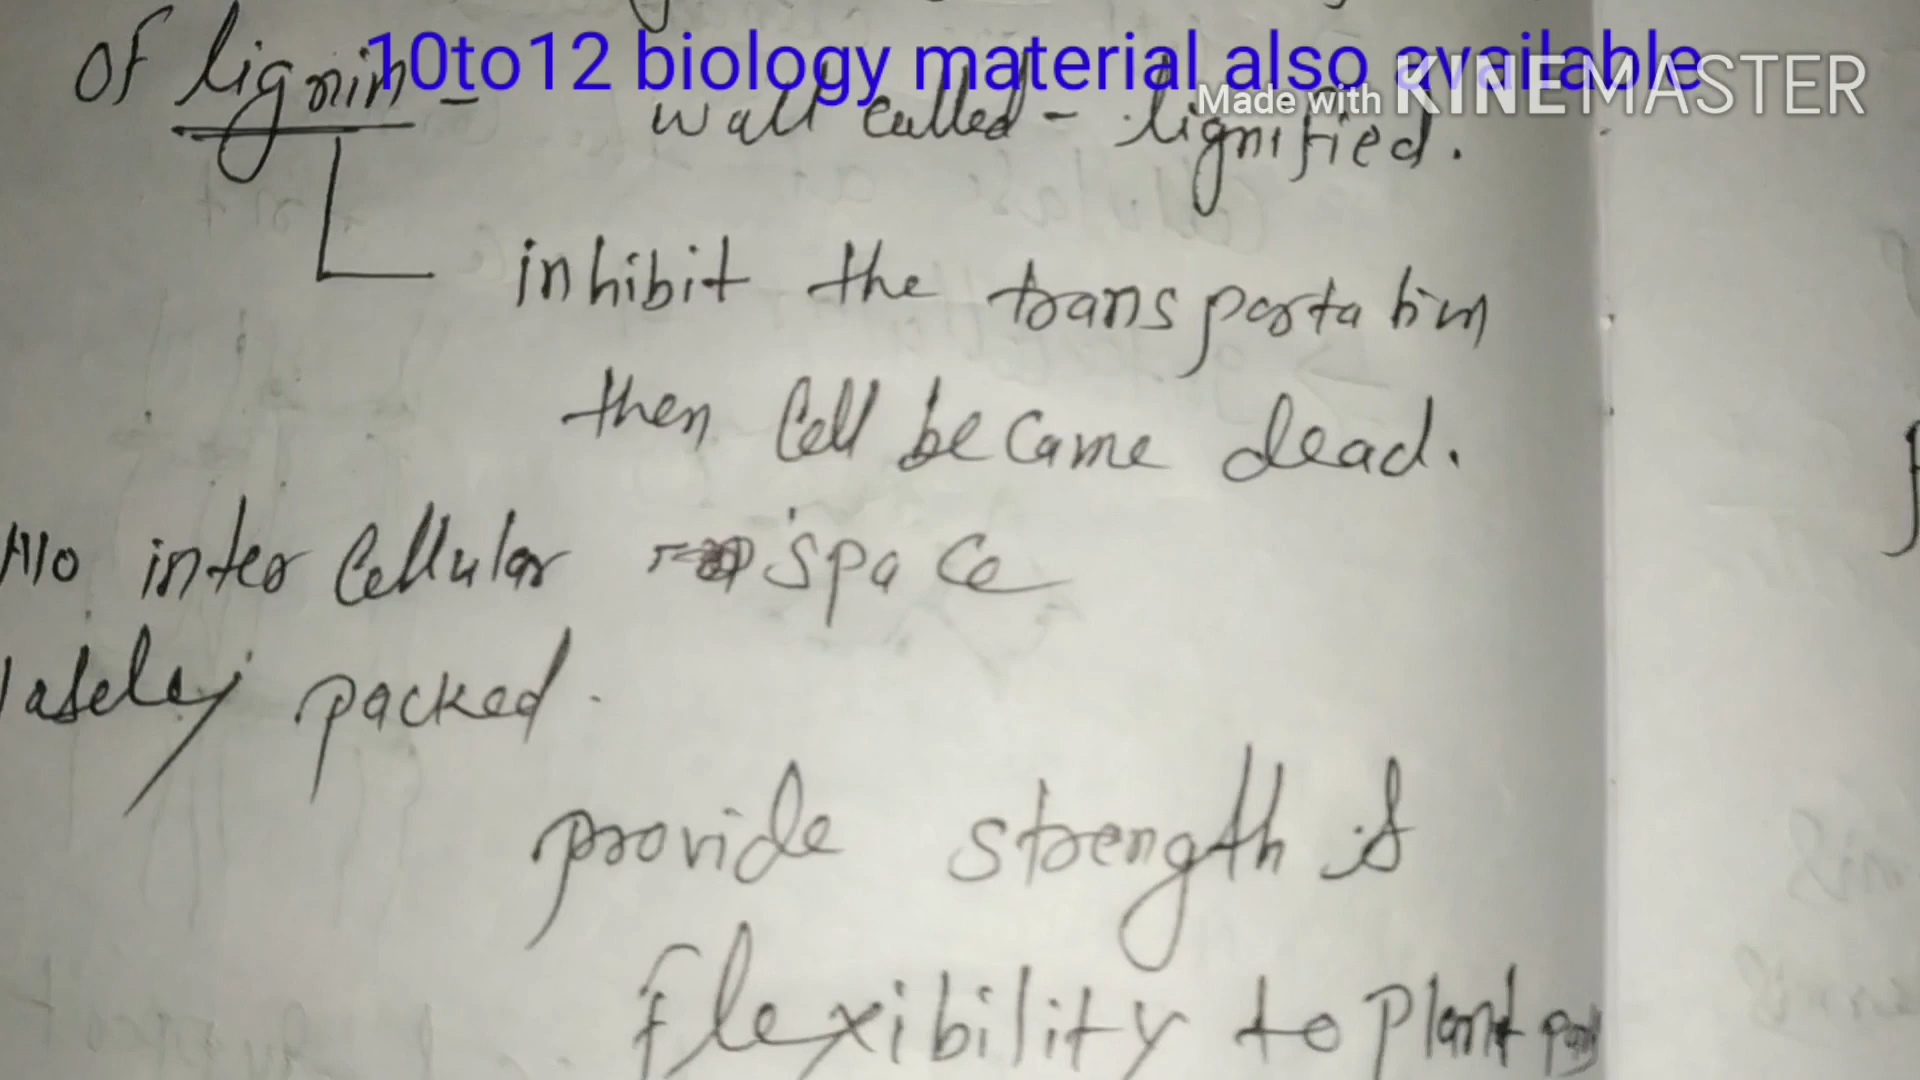 10to12 biology material also available
Made with KINEMASTER
Of lignin -
wall called - lignified.
inhibit the transportation
then Cell became dead.
No inter Cellular space
packed.
provide strength &
flexibility to plant